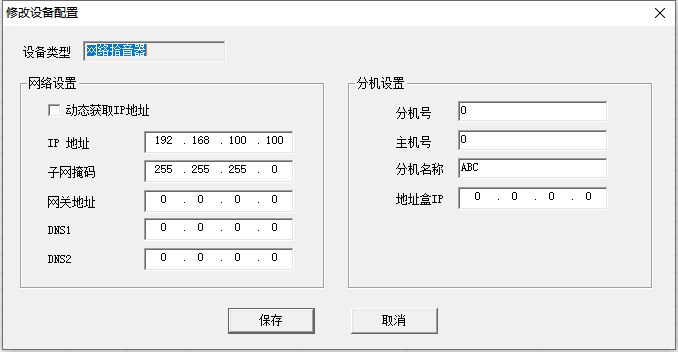 修改设备配置
设备类型 网络拾音器
网络设置
动态获取IP地址
IP 地址 192 . 168 . 100 . 100
子网掩码 255 . 255 . 255 . 0
网关地址 0 . 0 . 0 . 0
DNS1 0 . 0 . 0 . 0
DNS2 0 . 0 . 0 . 0
分机设置
分机号 0
主机号 0
分机名称 ABC
地址盒IP 0 . 0 . 0 . 0
保存 取消